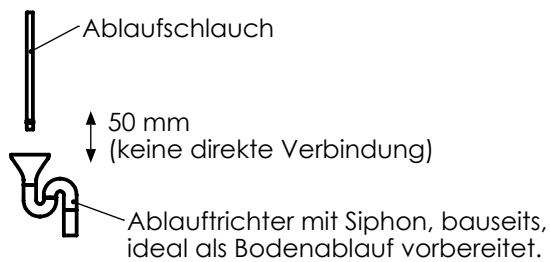 Ablaufschlauch
50 mm
(keine direkte Verbindung)
Ablauftrichter mit Siphon, bauseits,
ideal als Bodenablauf vorbereitet.